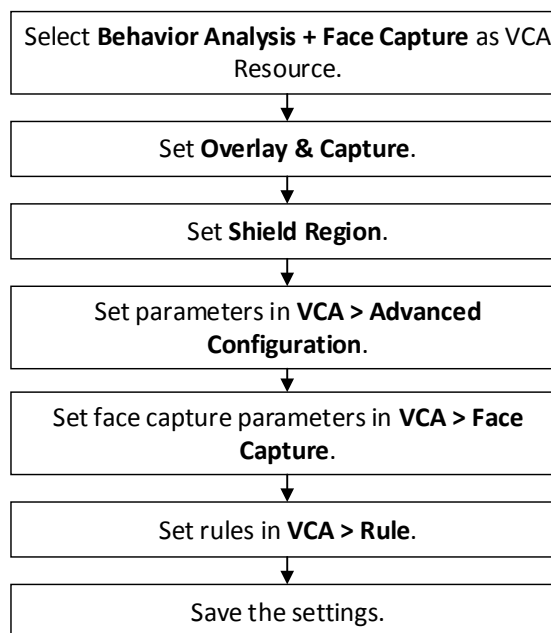 Select Behavior Analysis + Face Capture as VCA
Resource.
Set Overlay & Capture.
Set Shield Region.
Set parameters in VCA > Advanced
Configuration.
Set face capture parameters in VCA > Face
Capture.
Set rules in VCA > Rule.
Save the settings.